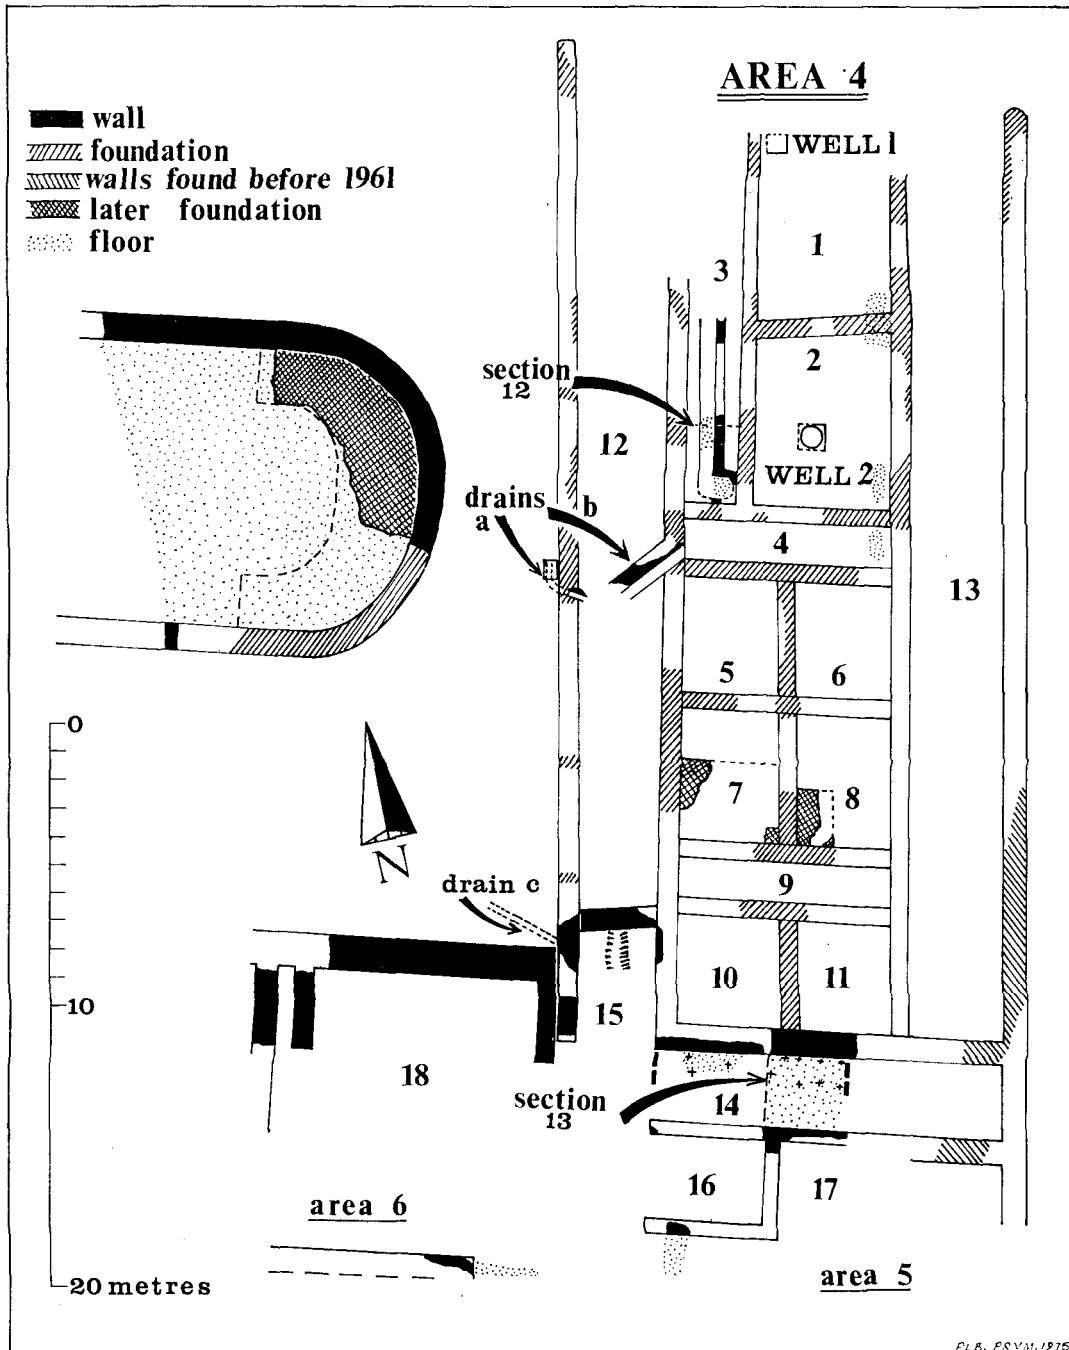 AREA 4
wall
foundation
walls found before 1961
later foundation
floor
WELL 1
1
3
2
section
12
12
WELL 2
drains
a
b
4
13
5
6
7
8
0
N
drain c
9
10
10
11
15
18
section
13
14
16
17
area 6
20 metres
area 5